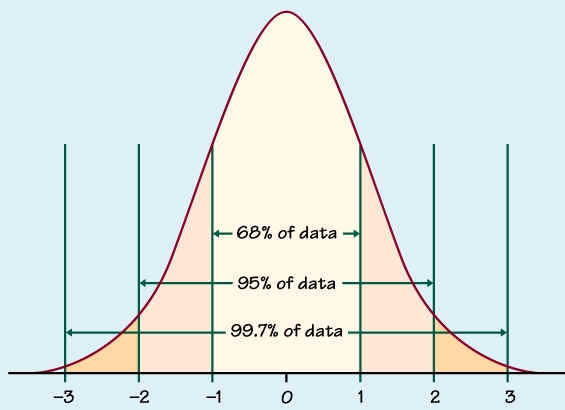 68% of data
95% of data
99.7% of data
−3 −2 −1 0 1 2 3